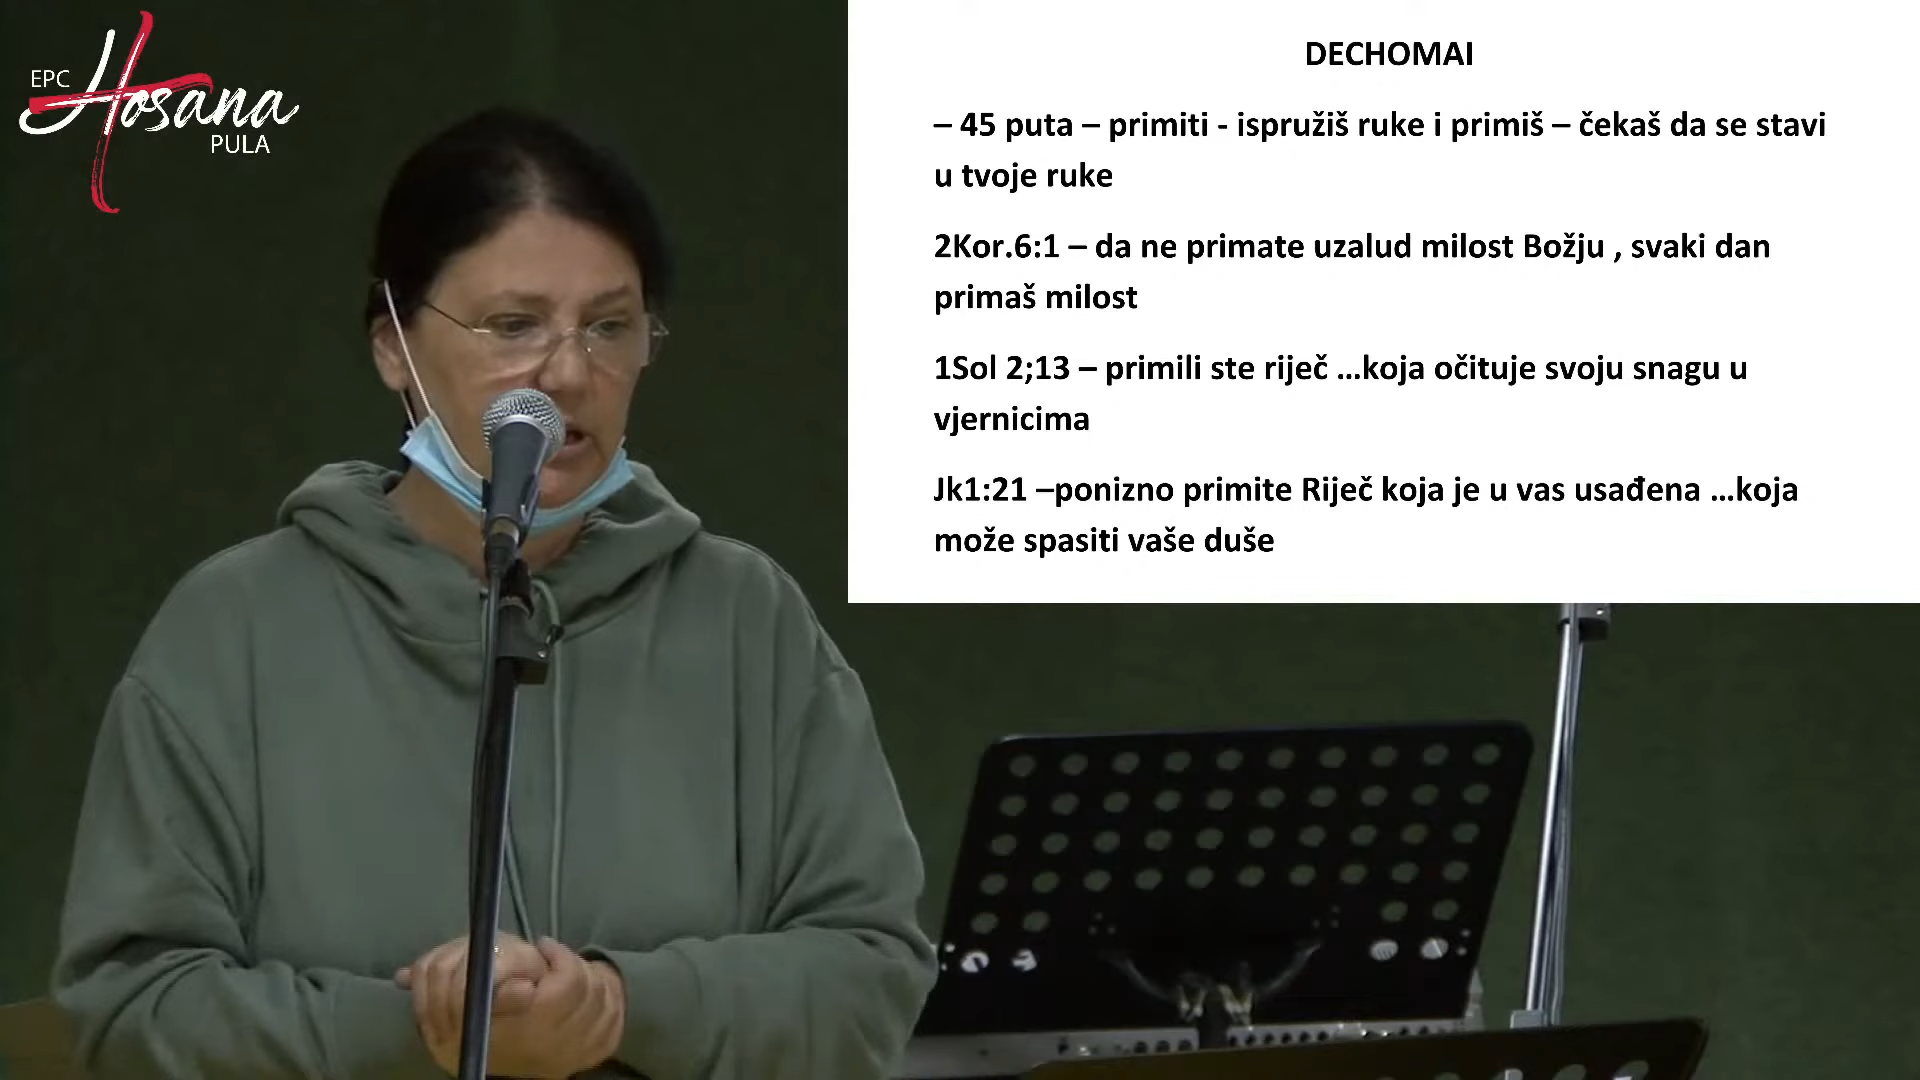 EPC
Hosana
PULA
DECHOMAI
– 45 puta – primiti - ispružiš ruke i primiš – čekaš da se stavi
u tvoje ruke
2Kor.6:1 – da ne primate uzalud milost Božju , svaki dan
primaš milost
1Sol 2;13 – primili ste riječ ...koja očituje svoju snagu u
vjernicima
Jk1:21 –ponizno primite Riječ koja je u vas usađena ...koja
može spasiti vaše duše